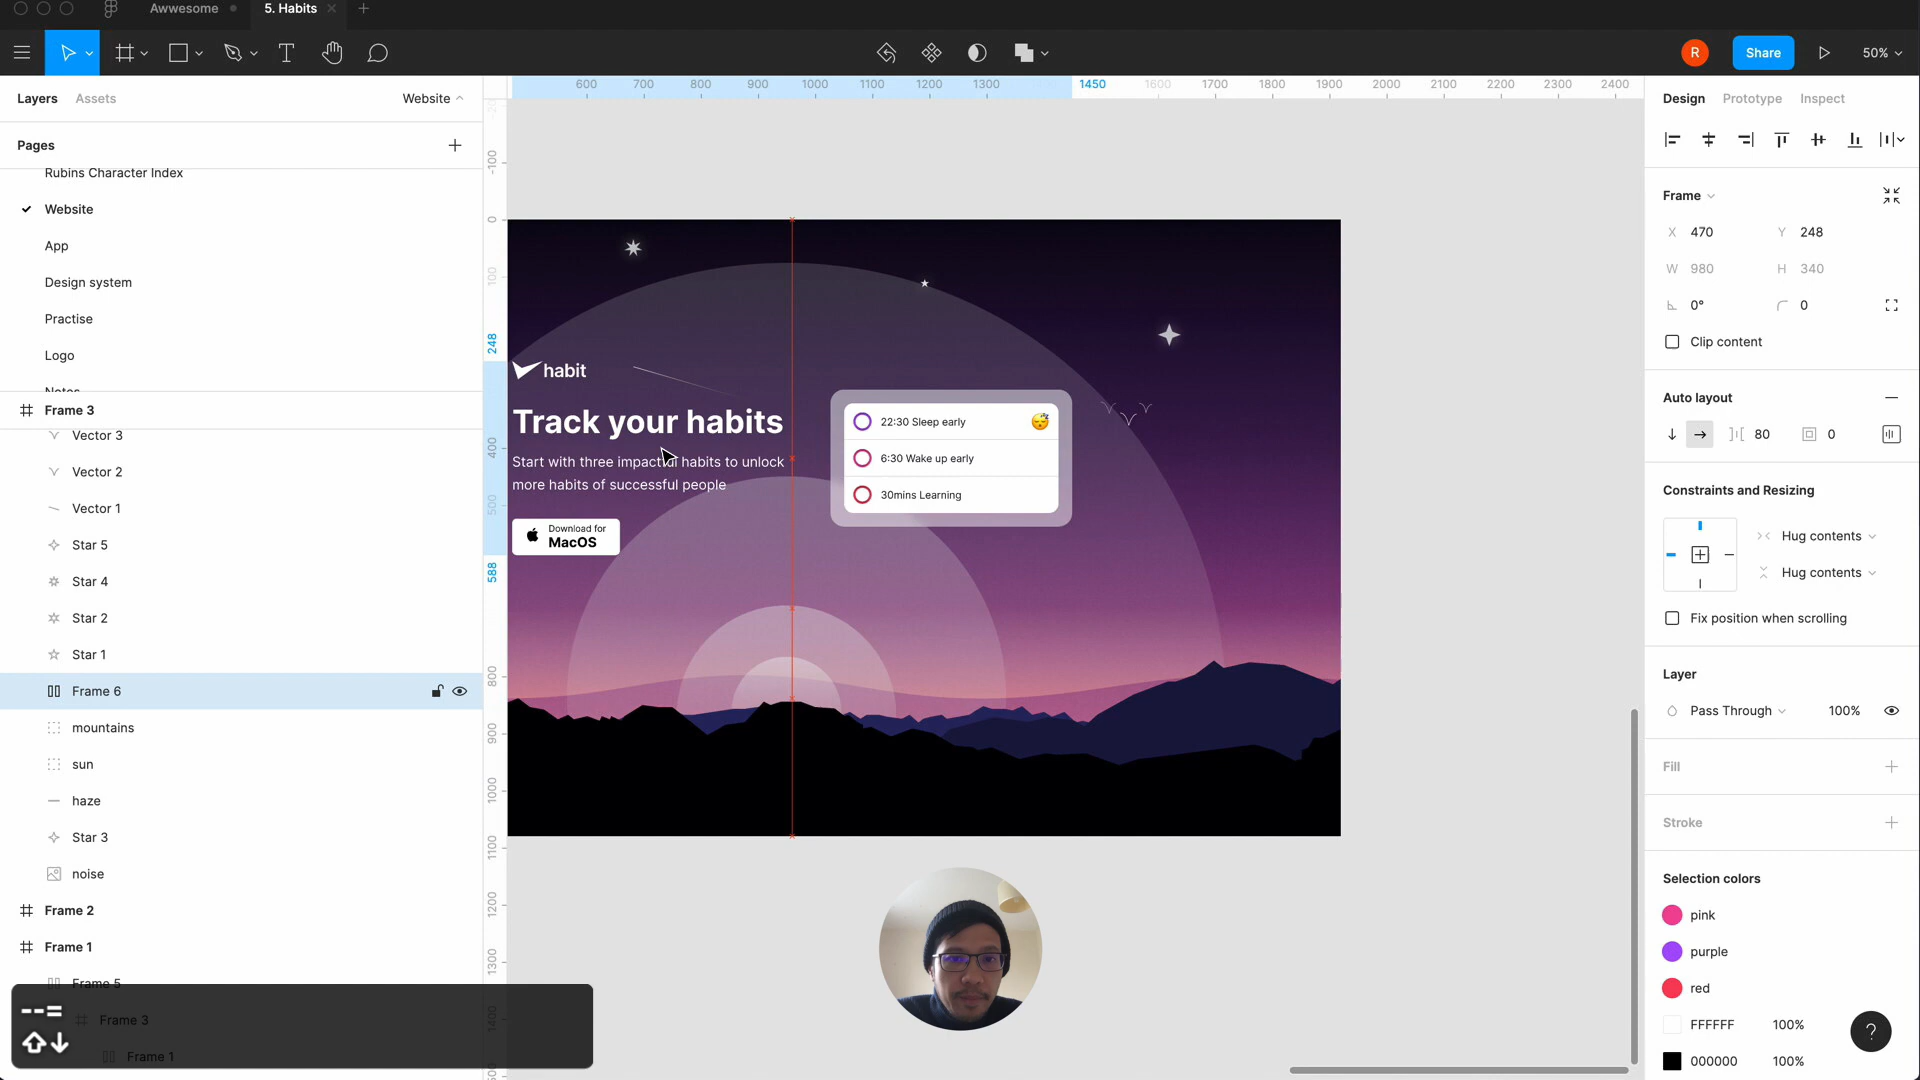 Awwesome
5. Habits
R
Share
50%
Layers
Assets
Website
Pages
Rubins Character Index
Website
App
Design system
Practise
Logo
Frame 3
Vector 3
Vector 2
Vector 1
Star 5
Star 4
Star 2
Star 1
Frame 6
mountains
sun
haze
Star 3
noise
Frame 2
Frame 1
Frame 5
Frame 3
Frame 1
600 700 800 900 1000 1100 1200 1300 1450 1600 1700 1800 1900 2000 2100 2200 2300 2400
-100
0
100
248
400
500
588
800
900
1000
1100
1200
1300
1400
habit
Track your habits
Start with three impactful habits to unlock
more habits of successful people
Download for
MacOS
22:30 Sleep early
6:30 Wake up early
30mins Learning
Design
Prototype
Inspect
Frame
X 470 Y 248
W 980 H 340
0° 0
Clip content
Auto layout
80 0
Constraints and Resizing
Hug contents
Hug contents
Fix position when scrolling
Layer
Pass Through 100%
Fill
Stroke
Selection colors
pink
purple
red
FFFFFF 100%
000000 100%
?